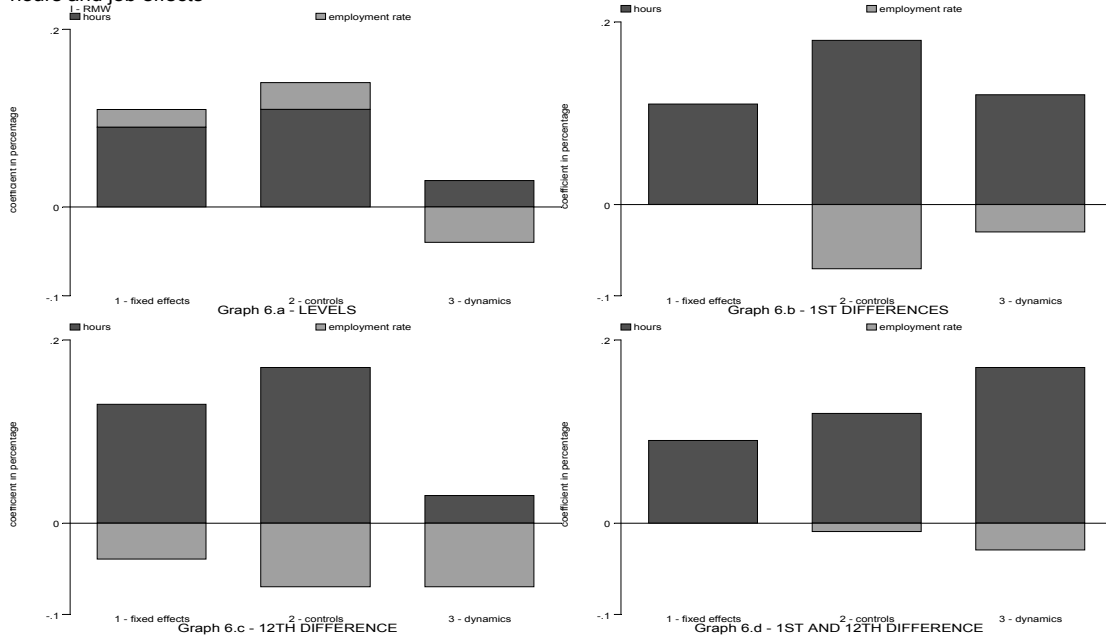 hours and job effects
I - RMW
hours employment rate
.2
coefficient in percentage
0
-.1
1 - fixed effects 2 - controls 3 - dynamics
Graph 6.a - LEVELS
hours employment rate
.2
coefficient in percentage
0
-.1
1 - fixed effects 2 - controls 3 - dynamics
Graph 6.b - 1ST DIFFERENCES
hours employment rate
.2
coefficient in percentage
0
-.1
1 - fixed effects 2 - controls 3 - dynamics
Graph 6.c - 12TH DIFFERENCE
hours employment rate
.2
coefficient in percentage
0
-.1
1 - fixed effects 2 - controls 3 - dynamics
Graph 6.d - 1ST AND 12TH DIFFERENCE